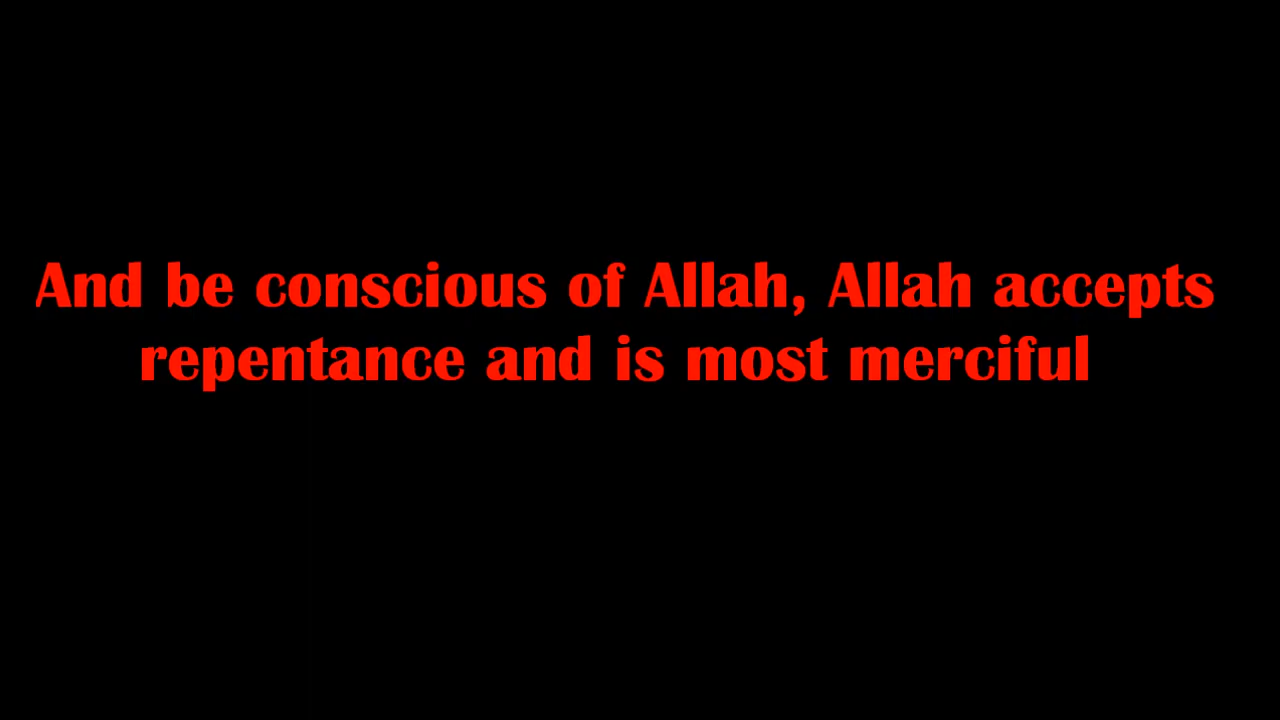 And be conscious of Allah, Allah accepts
repentance and is most merciful